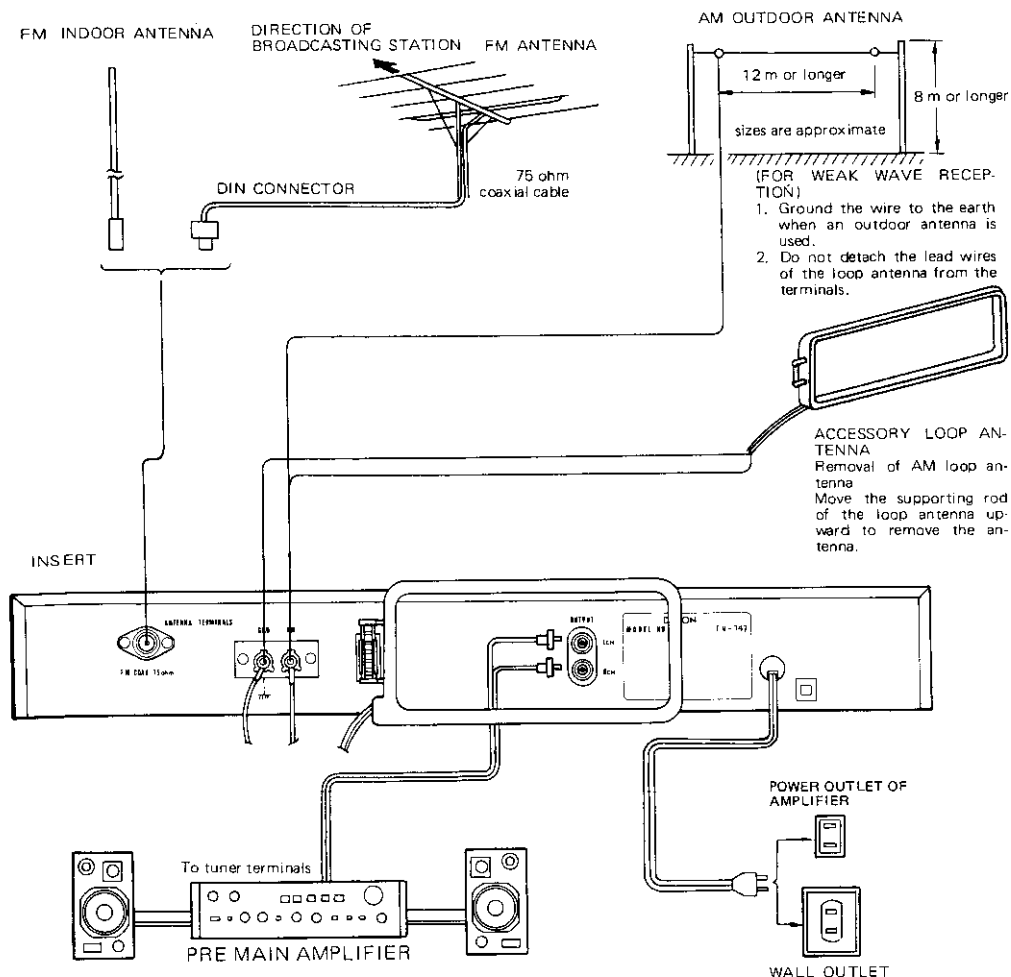 FM INDOOR ANTENNA
DIRECTION OF
BROADCASTING STATION
FM ANTENNA
AM OUTDOOR ANTENNA
12 m or longer
8 m or longer
sizes are approximate
DIN CONNECTOR
75 ohm
coaxial cable
(FOR WEAK WAVE RECEP-
TION)
1. Ground the wire to the earth
when an outdoor antenna is
used.
2. Do not detach the lead wires
of the loop antenna from the
terminals.
ACCESSORY LOOP AN-
TENNA
Removal of AM loop an-
tenna
Move the supporting rod
of the loop antenna up-
ward to remove the an-
tenna.
INSERT
ANTENNA TERMINALS
FM COAX 75ohm
GND
AM
OUTPUT
LCH
RCH
MODEL NO
POWER OUTLET OF
AMPLIFIER
To tuner terminals
PRE MAIN AMPLIFIER
WALL OUTLET